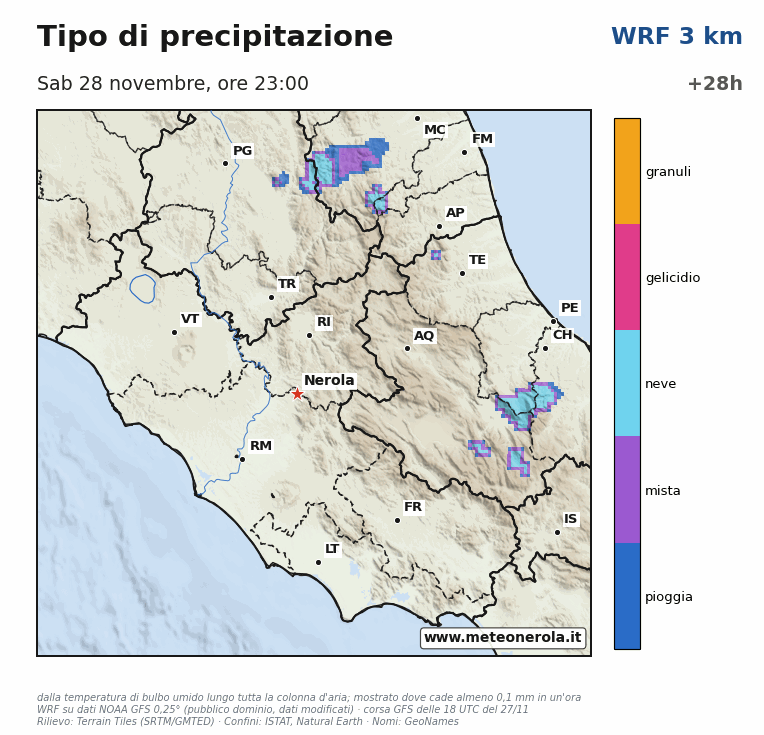 Tipo di precipitazione
WRF 3 km
Sab 28 novembre, ore 23:00
+28h
MC
FM
PG
AP
TE
TR
PE
VT
RI
AQ
CH
Nerola
RM
FR
IS
LT
www.meteonerola.it
granuli
gelicidio
neve
mista
pioggia
dalla temperatura di bulbo umido lungo tutta la colonna d'aria; mostrato dove cade almeno 0,1 mm in un'ora
WRF su dati NOAA GFS 0,25° (pubblico dominio, dati modificati) · corsa GFS delle 18 UTC del 27/11
Rilievo: Terrain Tiles (SRTM/GMTED) · Confini: ISTAT, Natural Earth · Nomi: GeoNames